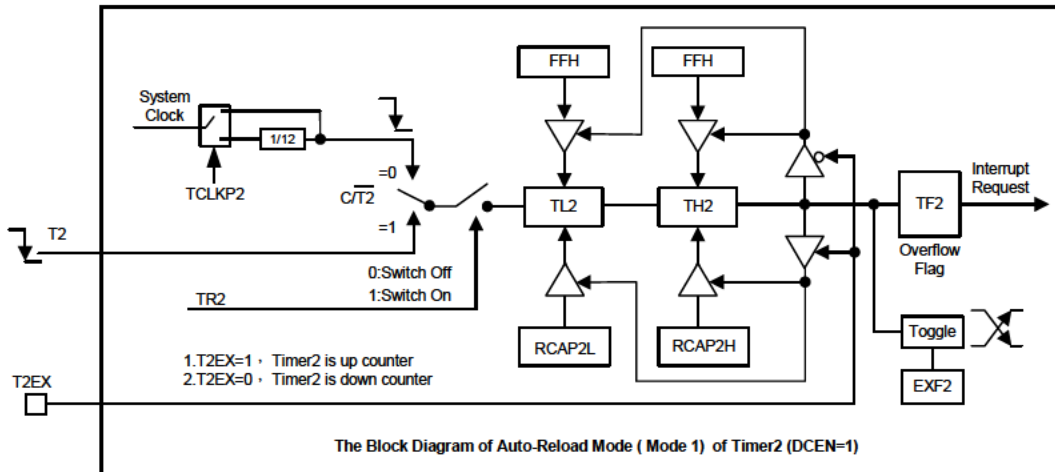 FFH
FFH
System
Clock
1/12
TCLKP2
=0
C/T2
=1
TL2
TH2
TF2
Interrupt
Request
Overflow
Flag
T2
0:Switch Off
1:Switch On
TR2
RCAP2L
RCAP2H
Toggle
EXF2
1.T2EX=1， Timer2 is up counter
2.T2EX=0， Timer2 is down counter
T2EX
The Block Diagram of Auto-Reload Mode ( Mode 1) of Timer2 (DCEN=1)